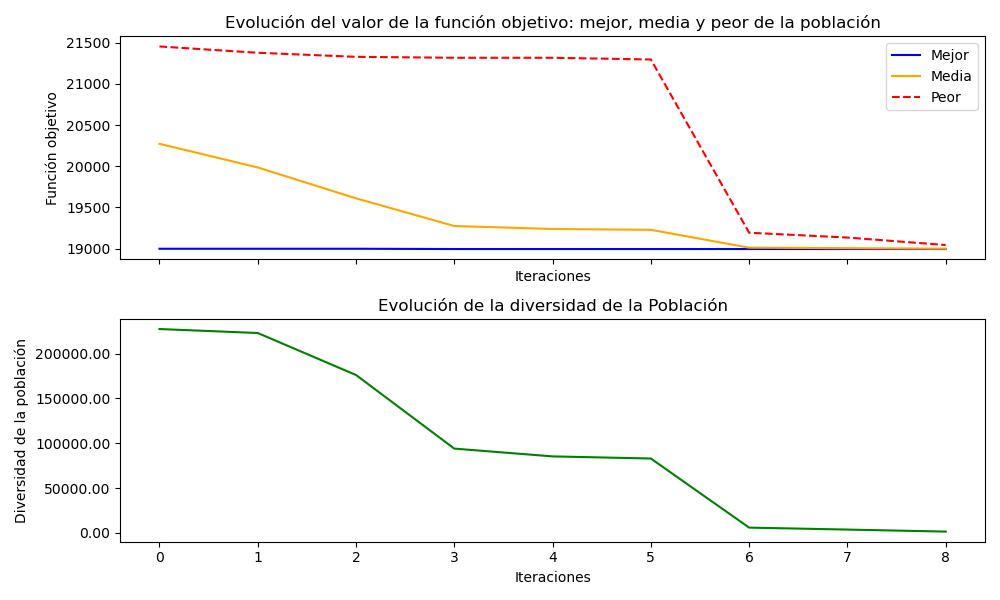 Evolución del valor de la función objetivo: mejor, media y peor de la población
21500
21000
20500
20000
19500
19000
Función objetivo
Mejor
Media
Peor
Iteraciones
Evolución de la diversidad de la Población
200000.00
150000.00
100000.00
50000.00
0.00
Diversidad de la población
0 1 2 3 4 5 6 7 8
Iteraciones